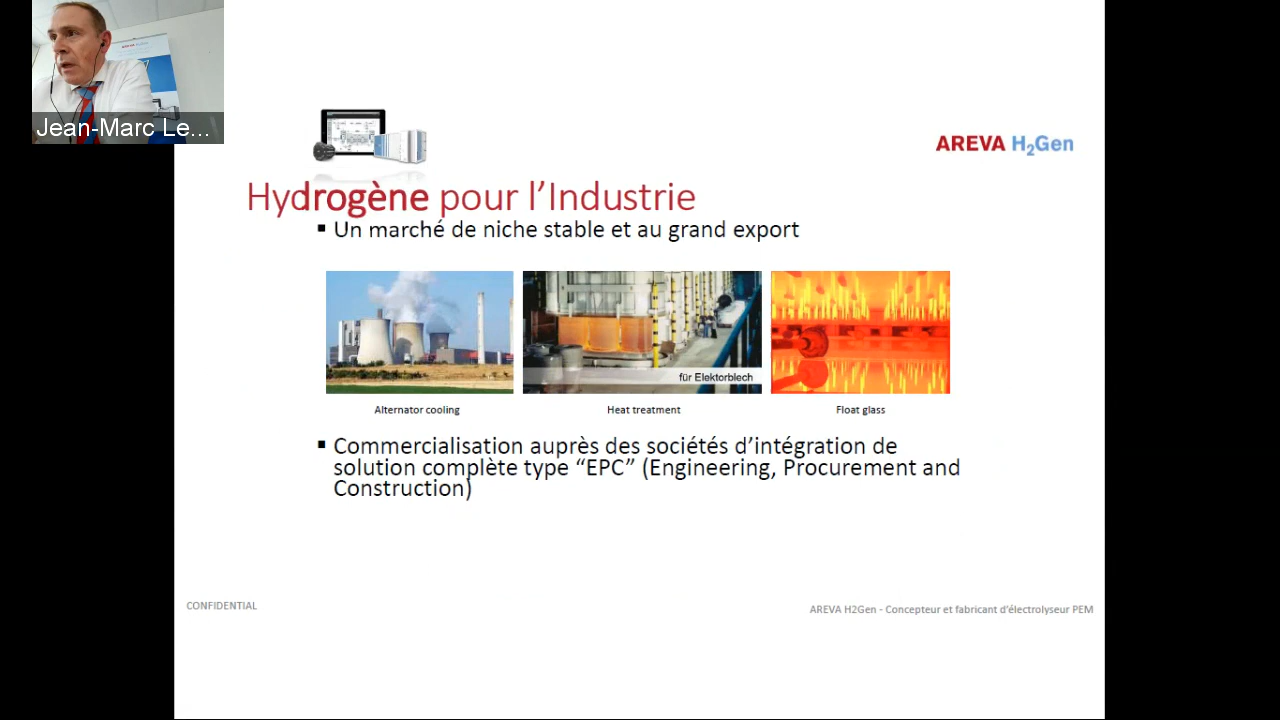 AREVA H2Gen
Jean-Marc Le...
AREVA H₂Gen
Hydrogène pour l’Industrie
▪ Un marché de niche stable et au grand export
für Elektorblech
Alternator cooling
Heat treatment
Float glass
▪ Commercialisation auprès des sociétés d’intégration de
solution complète type “EPC” (Engineering, Procurement and
Construction)
CONFIDENTIAL
AREVA H2Gen - Concepteur et fabricant d’électrolyseur PEM